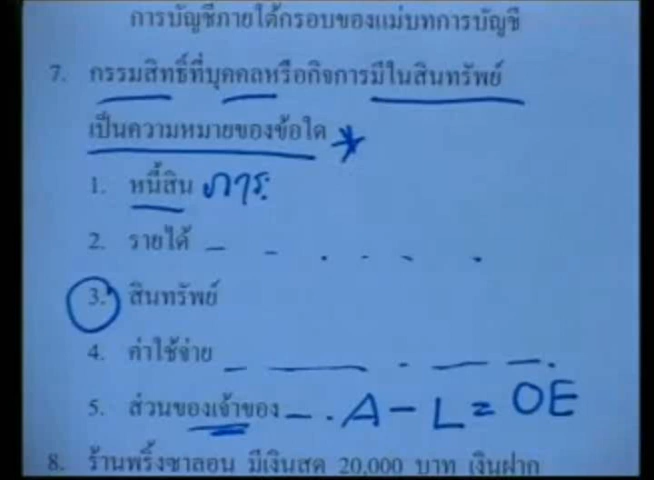 การบัญชีภายใต้กรอบของแม่บทการบัญชี
7. กรรมสิทธิ์ที่บุคคลหรือกิจการมีในสินทรัพย์
เป็นความหมายของข้อใด
1. หนี้สิน ภาระ
2. รายได้
3. สินทรัพย์
4. ค่าใช้จ่าย
5. ส่วนของเจ้าของ A - L = OE
8. ร้านพริ้งซาลอน มีเงินสด 20,000 บาท เงินฝาก